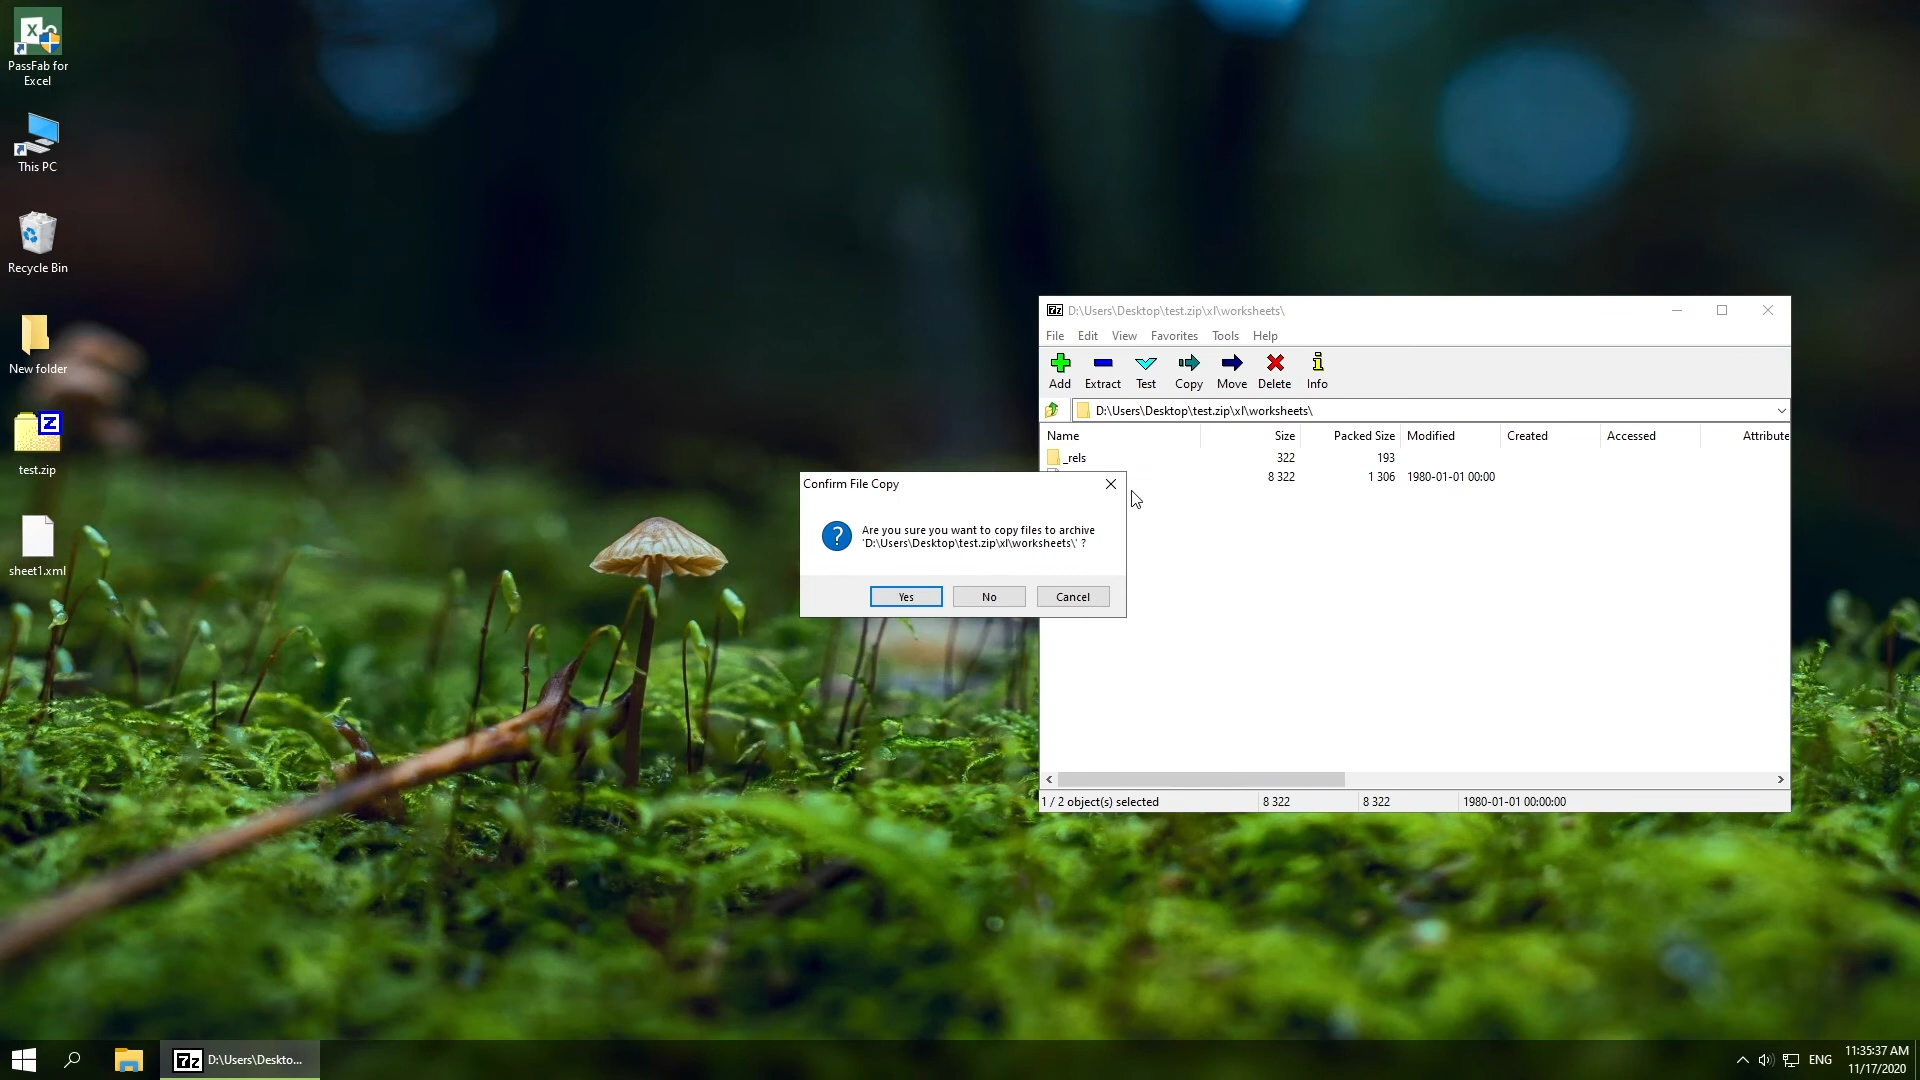 PassFab for
Excel
This PC
Recycle Bin
New folder
test.zip
sheet1.xml
D:\Users\Desktop\test.zip\xl\worksheets\
File Edit View Favorites Tools Help
Add Extract Test Copy Move Delete Info
D:\Users\Desktop\test.zip\xl\worksheets\
Name Size Packed Size Modified Created Accessed Attribute
_rels 322 193
8 322 1 306 1980-01-01 00:00
Confirm File Copy
Are you sure you want to copy files to archive
'D:\Users\Desktop\test.zip\xl\worksheets\' ?
Yes No Cancel
1 / 2 object(s) selected 8 322 8 322 1980-01-01 00:00:00
D:\Users\Deskto...
ENG
11:35:37 AM
11/17/2020